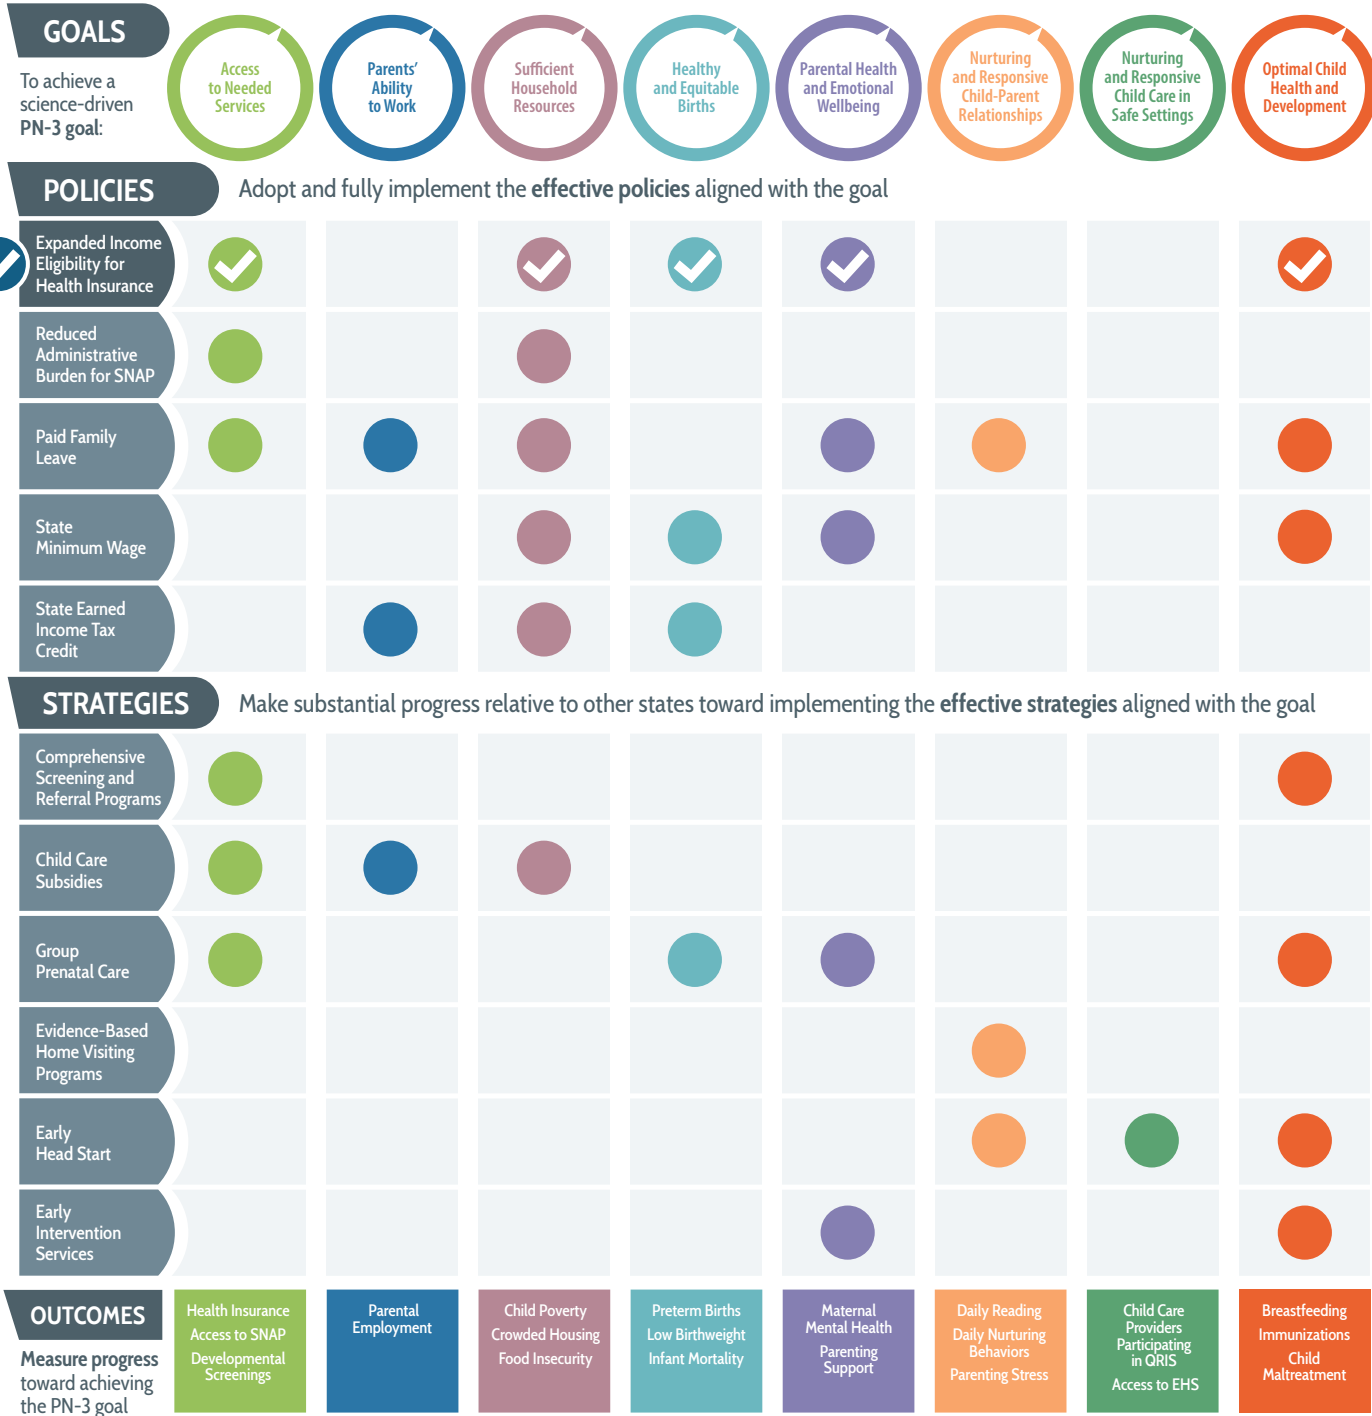 GOALS
To achieve a
science-driven
PN-3 goal:
Access
to Needed
Services
Parents'
Ability
to Work
Sufficient
Household
Resources
Healthy
and Equitable
Births
Parental Health
and Emotional
Wellbeing
Nurturing
and Responsive
Child-Parent
Relationships
Nurturing
and Responsive
Child Care in
Safe Settings
Optimal Child
Health and
Development
POLICIES
Adopt and fully implement the effective policies aligned with the goal
Expanded Income
Eligibility for
Health Insurance
Reduced
Administrative
Burden for SNAP
Paid Family
Leave
State
Minimum Wage
State Earned
Income Tax
Credit
STRATEGIES
Make substantial progress relative to other states toward implementing the effective strategies aligned with the goal
Comprehensive
Screening and
Referral Programs
Child Care
Subsidies
Group
Prenatal Care
Evidence-Based
Home Visiting
Programs
Early
Head Start
Early
Intervention
Services
OUTCOMES
Measure progress
toward achieving
the PN-3 goal
Health Insurance
Access to SNAP
Developmental
Screenings
Parental
Employment
Child Poverty
Crowded Housing
Food Insecurity
Preterm Births
Low Birthweight
Infant Mortality
Maternal
Mental Health
Parenting
Support
Daily Reading
Daily Nurturing
Behaviors
Parenting Stress
Child Care
Providers
Participating
in QRIS
Access to EHS
Breastfeeding
Immunizations
Child
Maltreatment